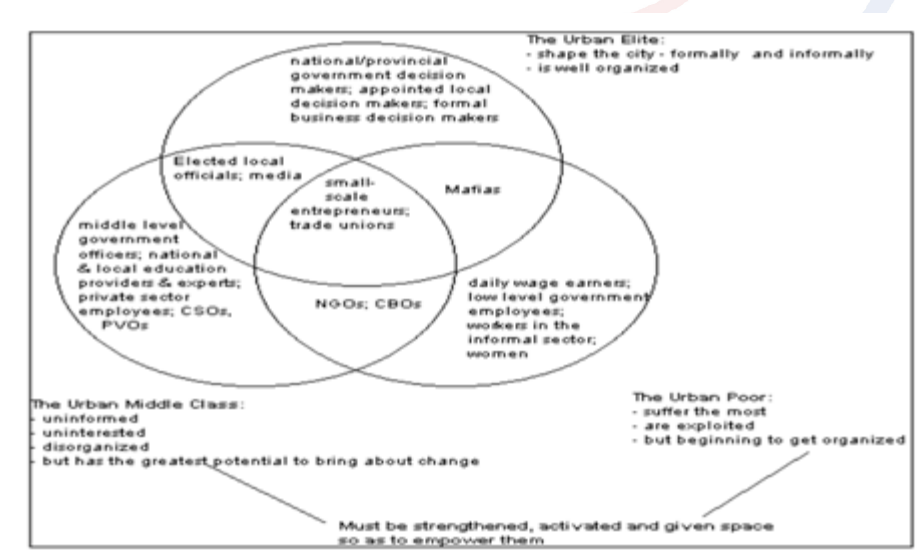 The Urban Elite:
- shape the city - formally and informally
- is well organized
national/provincial
government decision
makers; appointed local
decision makers; formal
business decision makers
Elected local
officials; media
small-
scale
entrepreneurs;
trade unions
Mafias
middle level
government
officers; national
& local education
providers & experts;
private sector
employees; CSOs,
PVOs
NGOs; CBOs
daily wage earners;
low level government
employees;
workers in the
informal sector;
women
The Urban Middle Class:
- uninformed
- uninterested
- disorganized
- but has the greatest potential to bring about change
The Urban Poor:
- suffer the most
- are exploited
- but beginning to get organized
Must be strengthened, activated and given space
so as to empower them